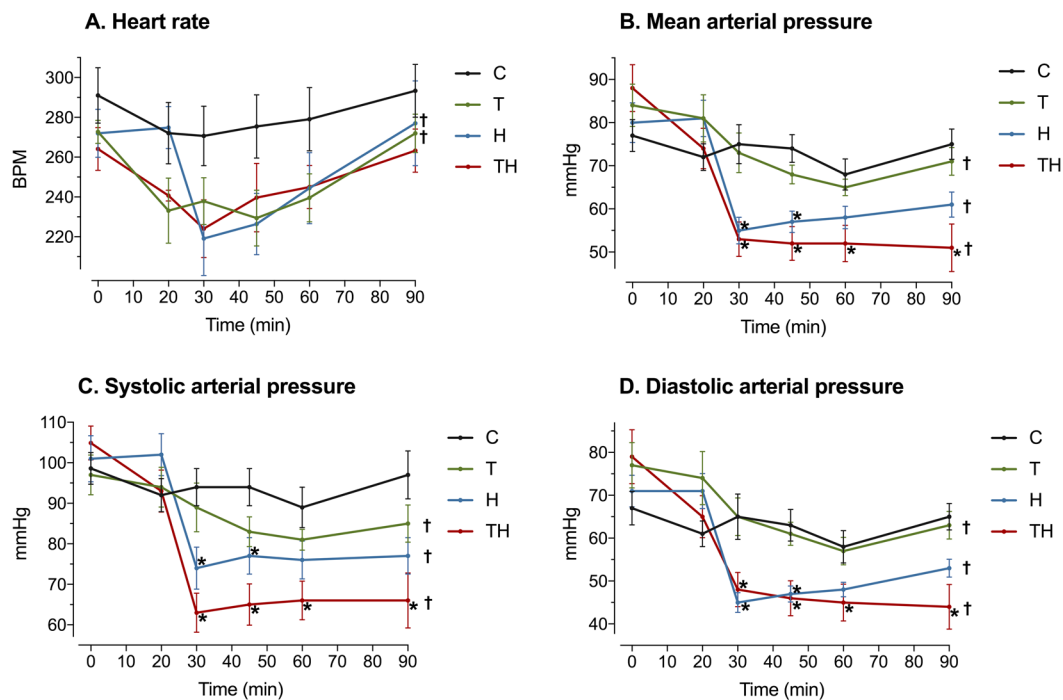 A. Heart rate
300
280
260
240
220
BPM
0 10 20 30 40 50 60 70 80 90
Time (min)
C
T
H
TH
†
†
B. Mean arterial pressure
90
80
70
60
50
mmHg
0 10 20 30 40 50 60 70 80 90
Time (min)
C
T
H
TH
†
†
* *
* * * *†
C. Systolic arterial pressure
110
100
90
80
70
60
mmHg
0 10 20 30 40 50 60 70 80 90
Time (min)
C
T
H
TH
†
* * †
* * * *†
D. Diastolic arterial pressure
80
70
60
50
40
mmHg
0 10 20 30 40 50 60 70 80 90
Time (min)
C
T
H
TH
†
†
* *
* * * *†